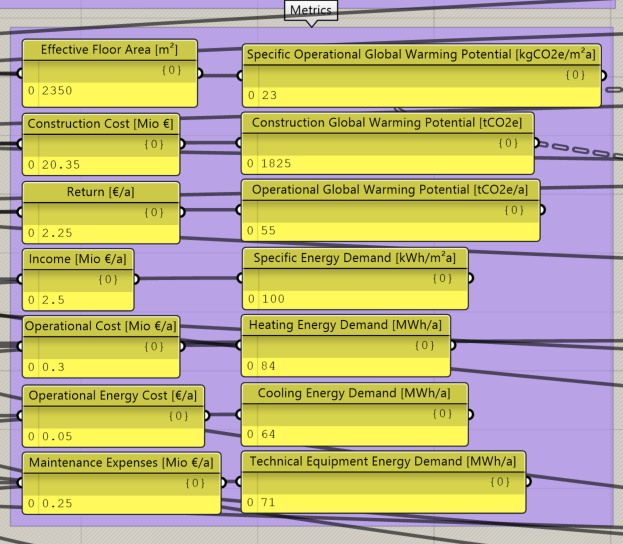 Metrics
Effective Floor Area [m²]
{0}
0 2350
Specific Operational Global Warming Potential [kgCO2e/m²a]
{0}
0 23
Construction Cost [Mio €]
{0}
0 20.35
Construction Global Warming Potential [tCO2e]
{0}
0 1825
Return [€/a]
{0}
0 2.25
Operational Global Warming Potential [tCO2e/a]
{0}
0 55
Income [Mio €/a]
{0}
0 2.5
Specific Energy Demand [kWh/m²a]
{0}
0 100
Operational Cost [Mio €/a]
{0}
0 0.3
Heating Energy Demand [MWh/a]
{0}
0 84
Operational Energy Cost [€/a]
{0}
0 0.05
Cooling Energy Demand [MWh/a]
{0}
0 64
Maintenance Expenses [Mio €/a]
{0}
0 0.25
Technical Equipment Energy Demand [MWh/a]
{0}
0 71